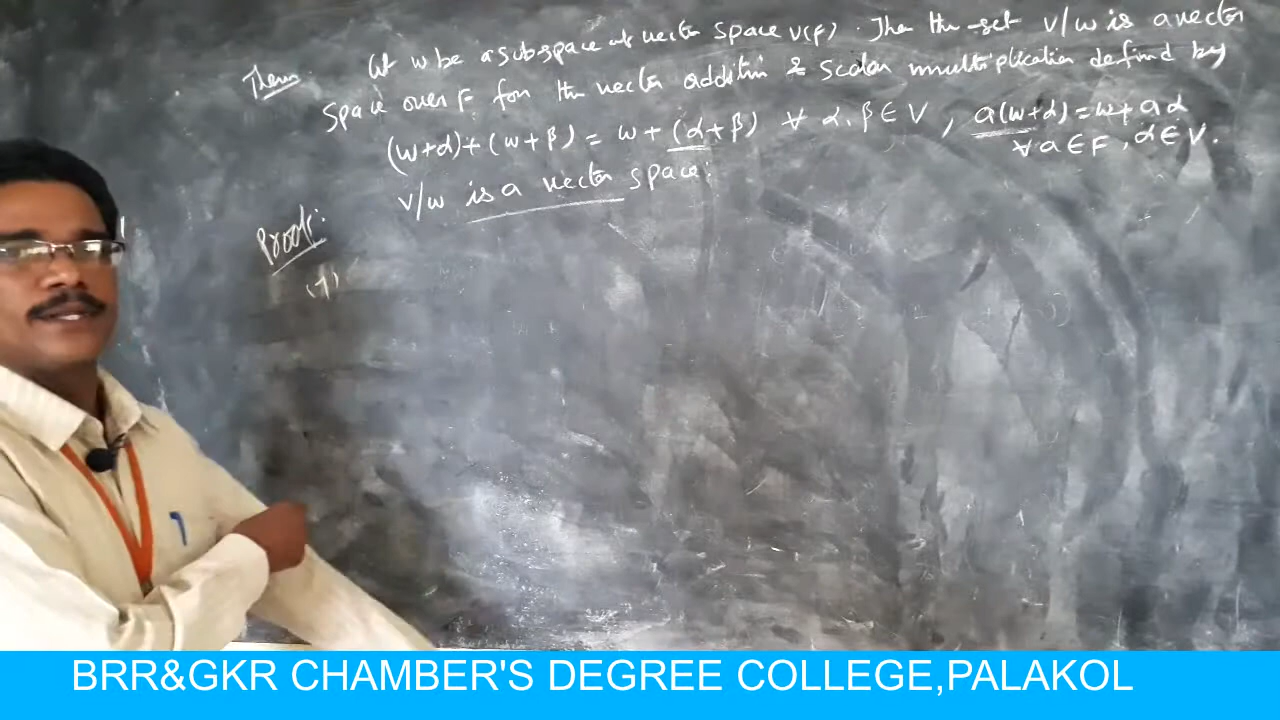 Them: Let W be a subspace of vector space V(F). Then the set V/W is a vector
space over F for the vector addition & scalar multiplication defined by
(W+α)+(W+β) = W+(α+β) ∀ α, β ∈ V, a(W+α) = W+aα
∀ a ∈ F, α ∈ V.
V/W is a vector space:
Proof:
(1)
BRR&GKR CHAMBER'S DEGREE COLLEGE,PALAKOL